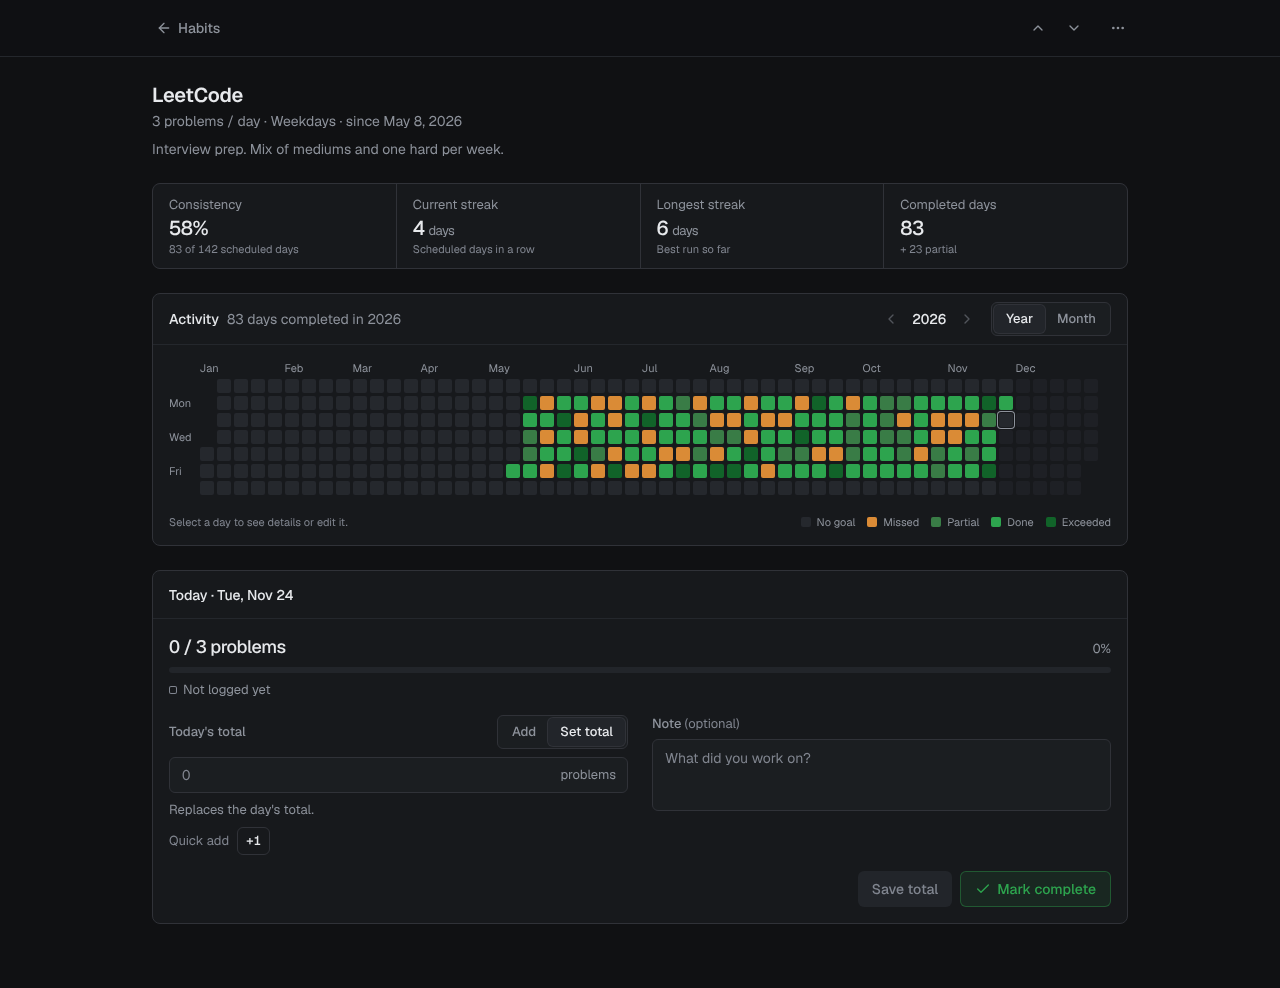 Habits
LeetCode
3 problems / day · Weekdays · since May 8, 2026
Interview prep. Mix of mediums and one hard per week.
Consistency
58%
83 of 142 scheduled days
Current streak
4 days
Scheduled days in a row
Longest streak
6 days
Best run so far
Completed days
83
+ 23 partial
Activity 83 days completed in 2026
2026
Year Month
Jan Feb Mar Apr May Jun Jul Aug Sep Oct Nov Dec
Mon
Wed
Fri
Select a day to see details or edit it.
No goal Missed Partial Done Exceeded
Today · Tue, Nov 24
0 / 3 problems
0%
Not logged yet
Today's total
Add Set total
0 problems
Replaces the day's total.
Quick add +1
Note (optional)
What did you work on?
Save total
Mark complete